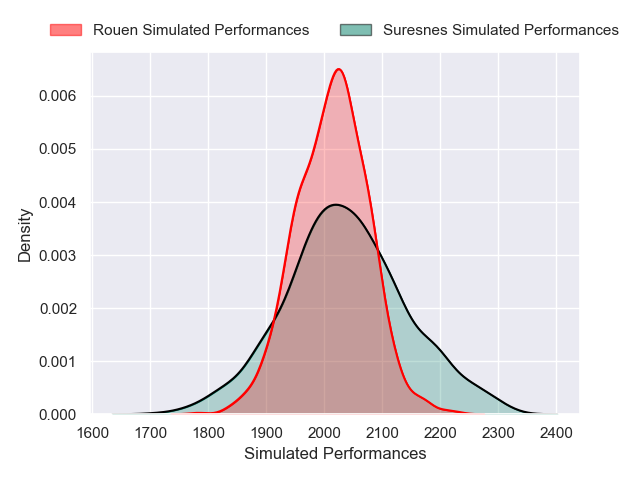 Rouen Simulated Performances
Suresnes Simulated Performances
0.006
0.005
0.004
0.003
0.002
0.001
0.000
Density
1600 1700 1800 1900 2000 2100 2200 2300 2400
Simulated Performances